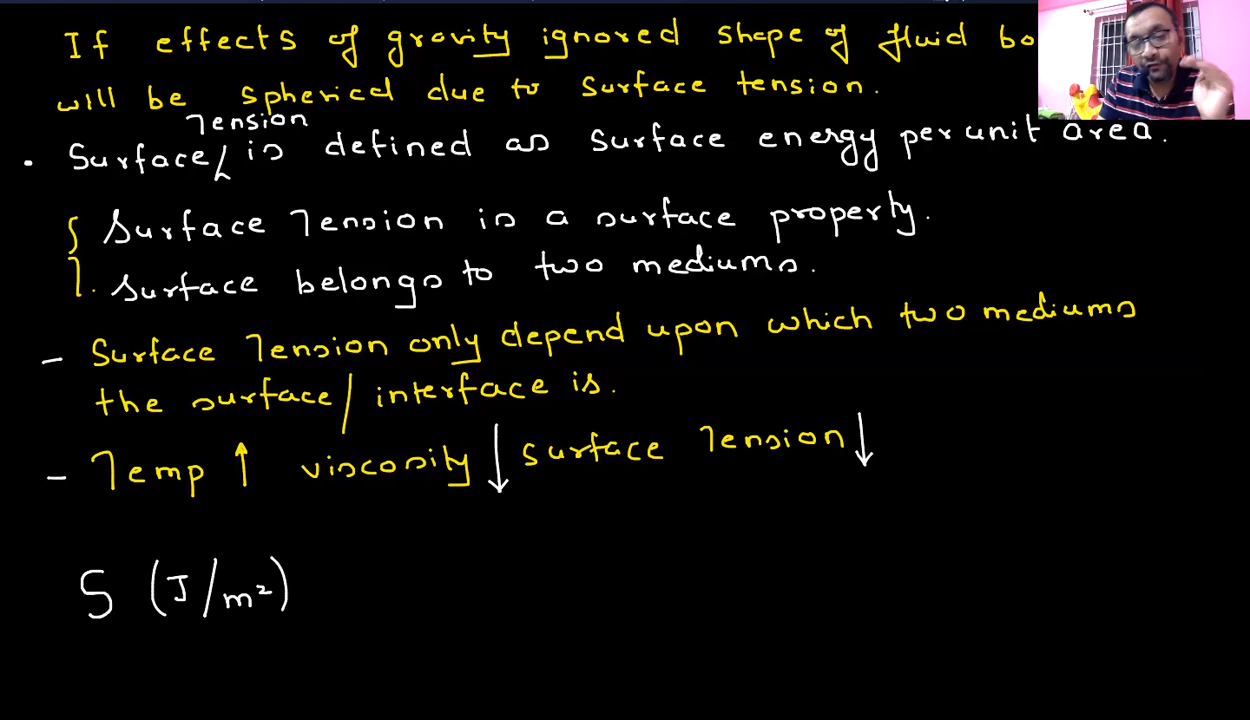 If effects of gravity ignored shape of fluid bo
will be spherical due to surface tension.
Tension
• Surface/ is defined as surface energy per unit area.
Surface Tension is a surface property.
Surface belongs to two mediums.
– Surface Tension only depend upon which two mediums
the surface/interface is.
– Temp ↑ viscosity ↓ surface Tension ↓
S (J/m²)